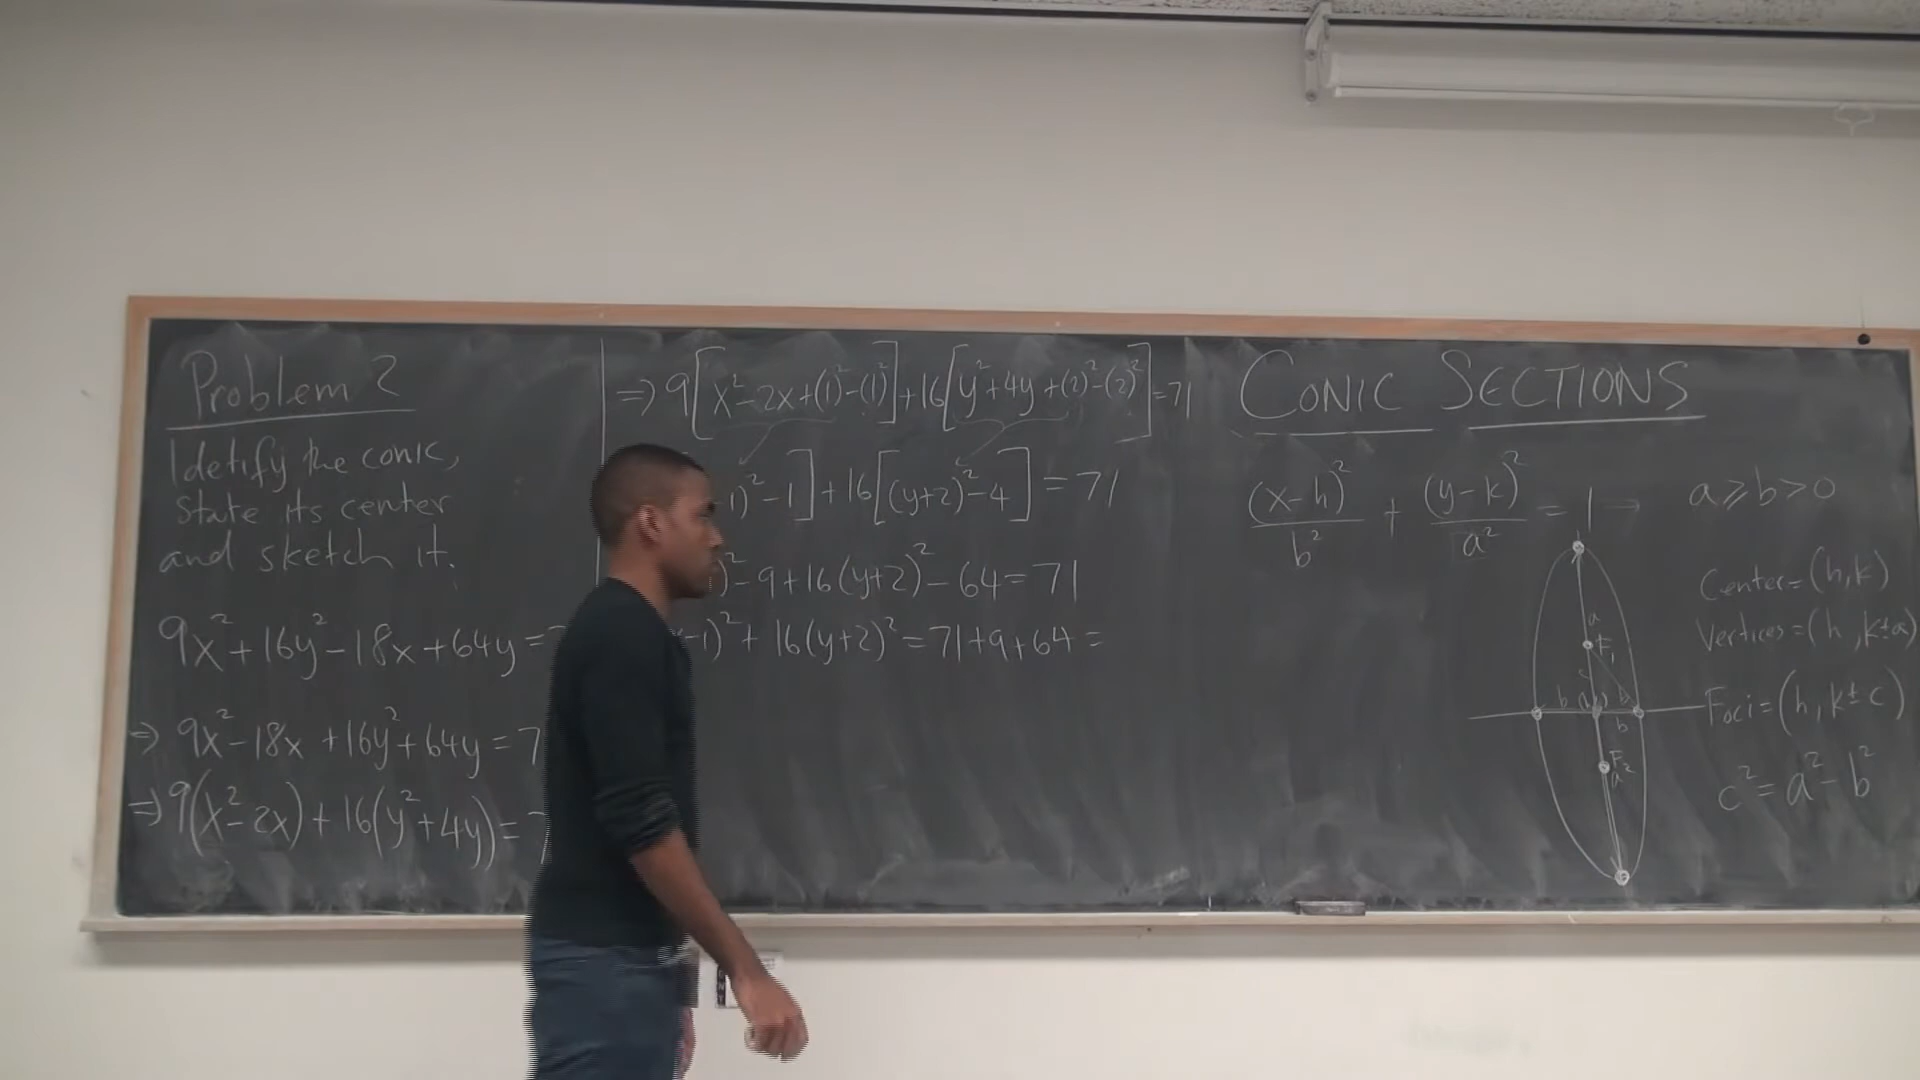 Problem 2
Idetify the conic,
state its center
and sketch it.
9x²+16y²-18x+64y=
⇒ 9x²-18x+16y²+64y=7
⇒ 9(x²-2x)+16(y²+4y)=7
⇒ 9[x²-2x+(1)²-(1)²]+16[y²+4y+(2)²-(2)²]=71
1)²-1]+16[(y+2)²-4]=71
)²-9+16(y+2)²-64=71
-1)²+16(y+2)²=71+9+64=
CONIC SECTIONS
(x-h)²/b² + (y-k)²/a² = 1 → a≥b>0
Center=(h,k)
Vertices=(h,k±a)
Foci=(h,k±c)
c²=a²-b²
a
F₁
c
b
b
F₂
a